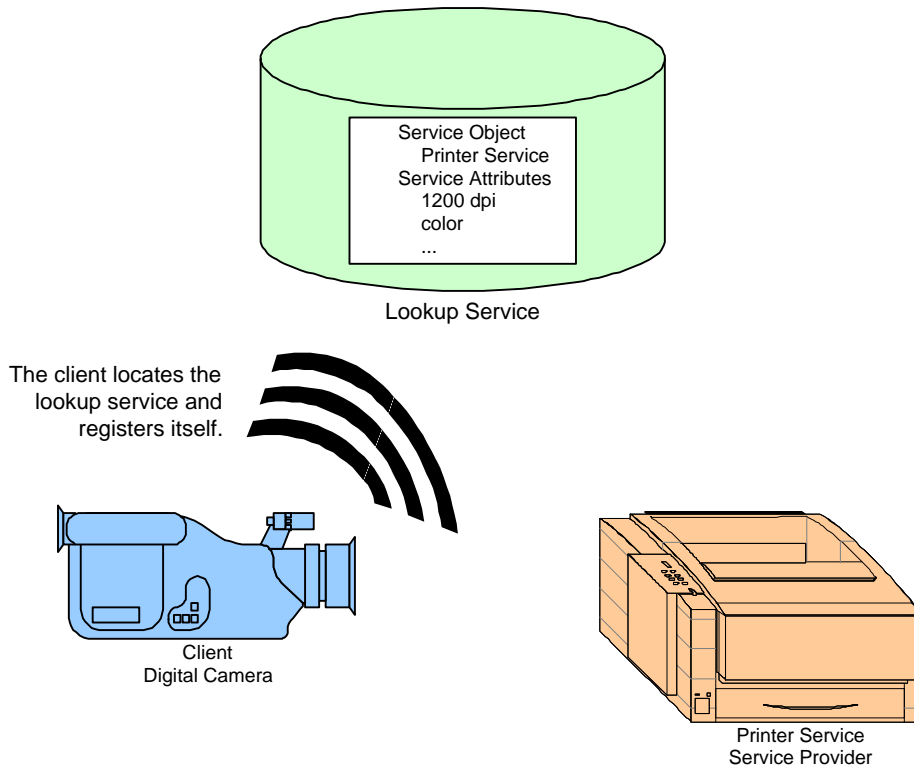 Service Object
Printer Service
Service Attributes
1200 dpi
color
...
Lookup Service
The client locates the
lookup service and
registers itself.
Client
Digital Camera
Printer Service
Service Provider